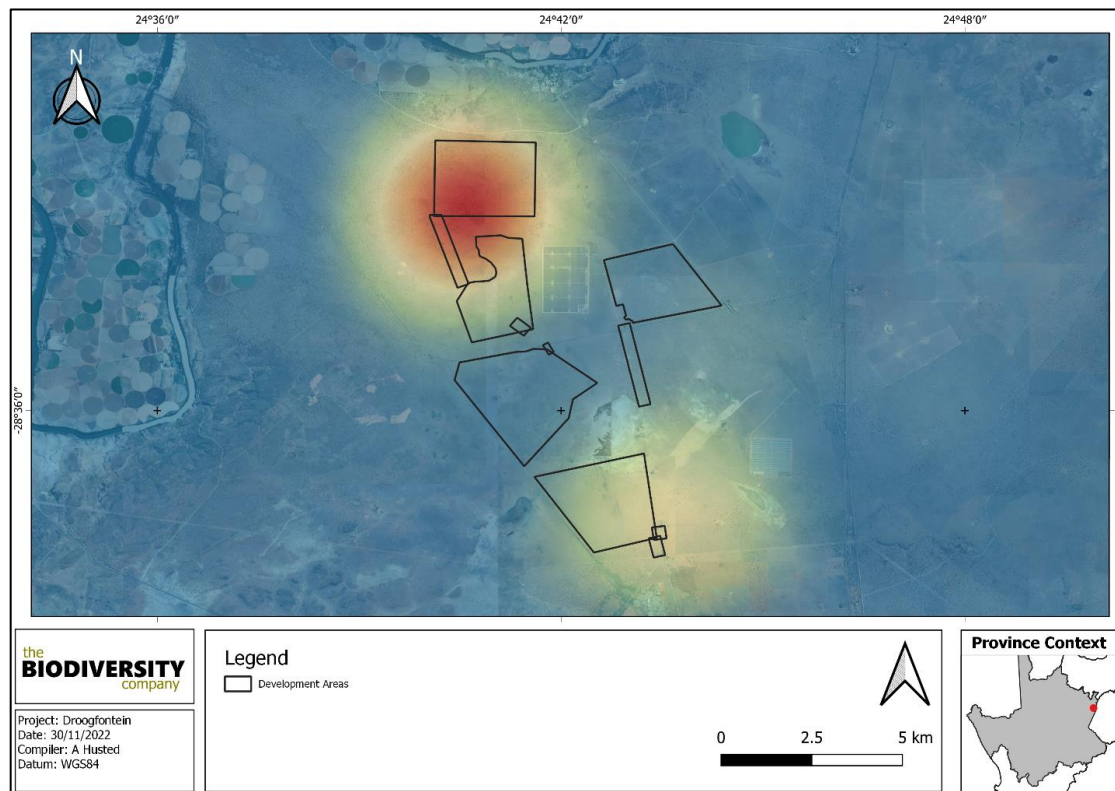 24°36'0"
24°42'0"
24°48'0"
N
-28°36'0"
the
BIODIVERSITY
company
Project: Droogfontein
Date: 30/11/2022
Compiler: A Husted
Datum: WGS84
Legend
Development Areas
0 2.5 5 km
Province Context